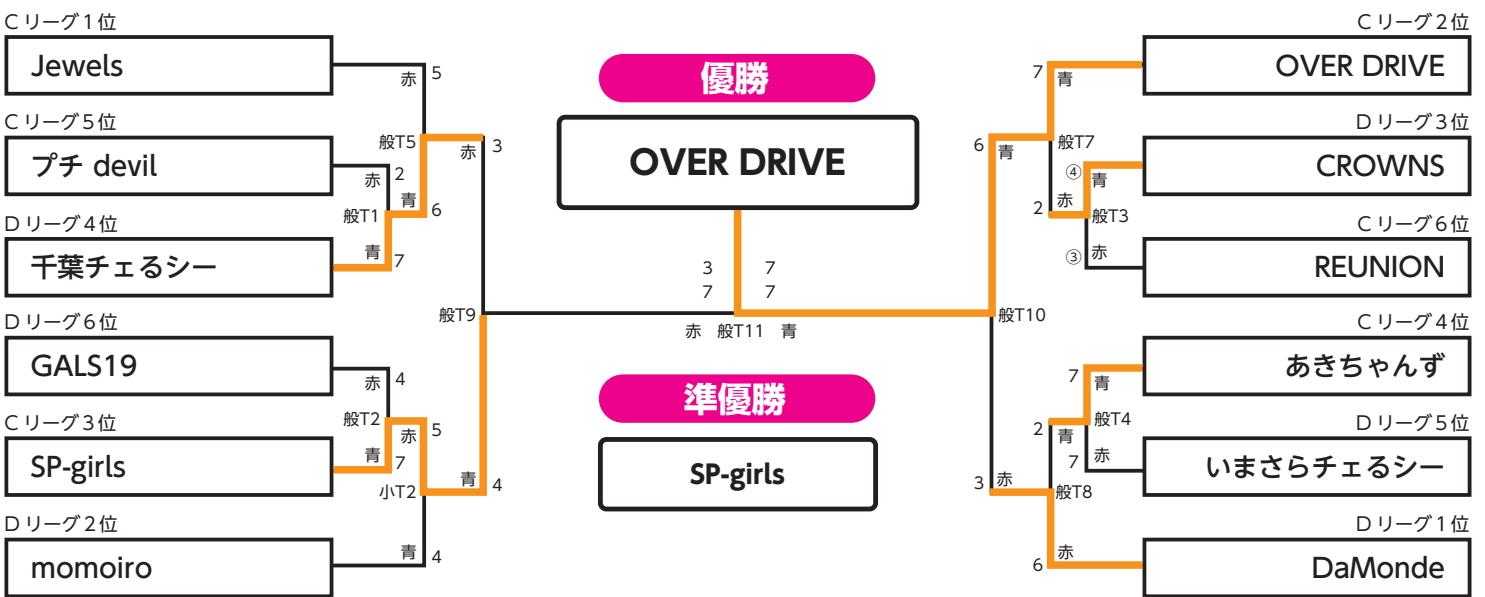 Cリーグ1位
Jewels
赤 5
Cリーグ5位
プチ devil
赤 2
般T5
赤 3
般T1
青 6
Dリーグ4位
千葉チェるシー
青 7
Dリーグ6位
GALS19
赤 4
般T9
Cリーグ3位
SP-girls
般T2
青 7
赤 5
小T2
青 4
Dリーグ2位
momoiro
青 4
優勝
OVER DRIVE
3 7
7 7
赤 般T11 青
準優勝
SP-girls
Cリーグ2位
OVER DRIVE
7 青
Dリーグ3位
CROWNS
6 青
般T7
④ 青
2 赤
般T3
Cリーグ6位
REUNION
③ 赤
般T10
Cリーグ4位
あきちゃんず
7 青
般T4
Dリーグ5位
いまさらチェるシー
2 青
7 赤
3 赤
般T8
Dリーグ1位
DaMonde
6 赤